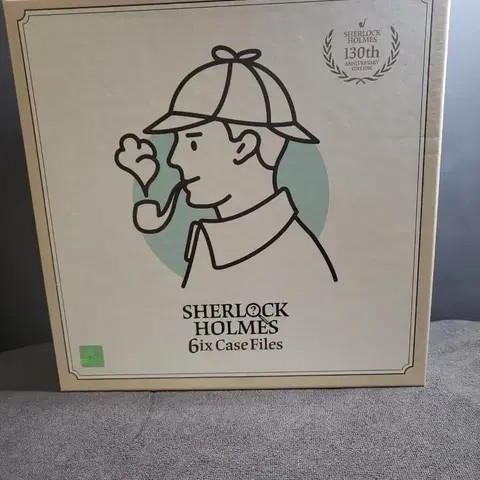 SHERLOCK
HOLMES
130th
ANNIVERSARY
EDITION
SHERLOCK
HOLMES
6ix Case Files